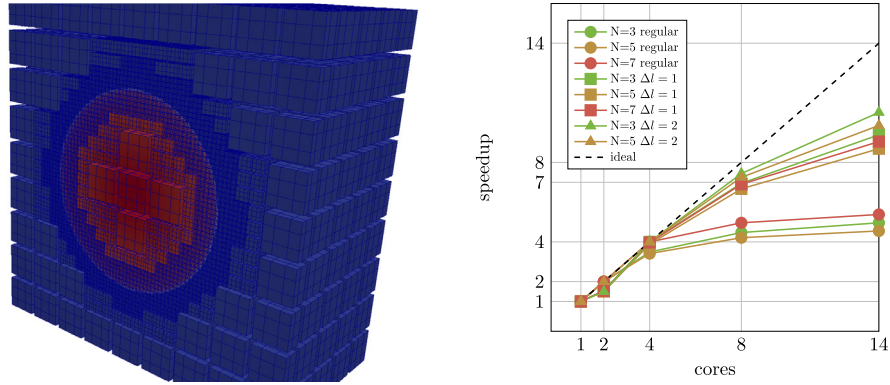 N=3 regular
N=5 regular
N=7 regular
N=3 Δl = 1
N=5 Δl = 1
N=7 Δl = 1
N=3 Δl = 2
N=5 Δl = 2
ideal
14
8
7
4
2
1
speedup
1 2 4 8 14
cores